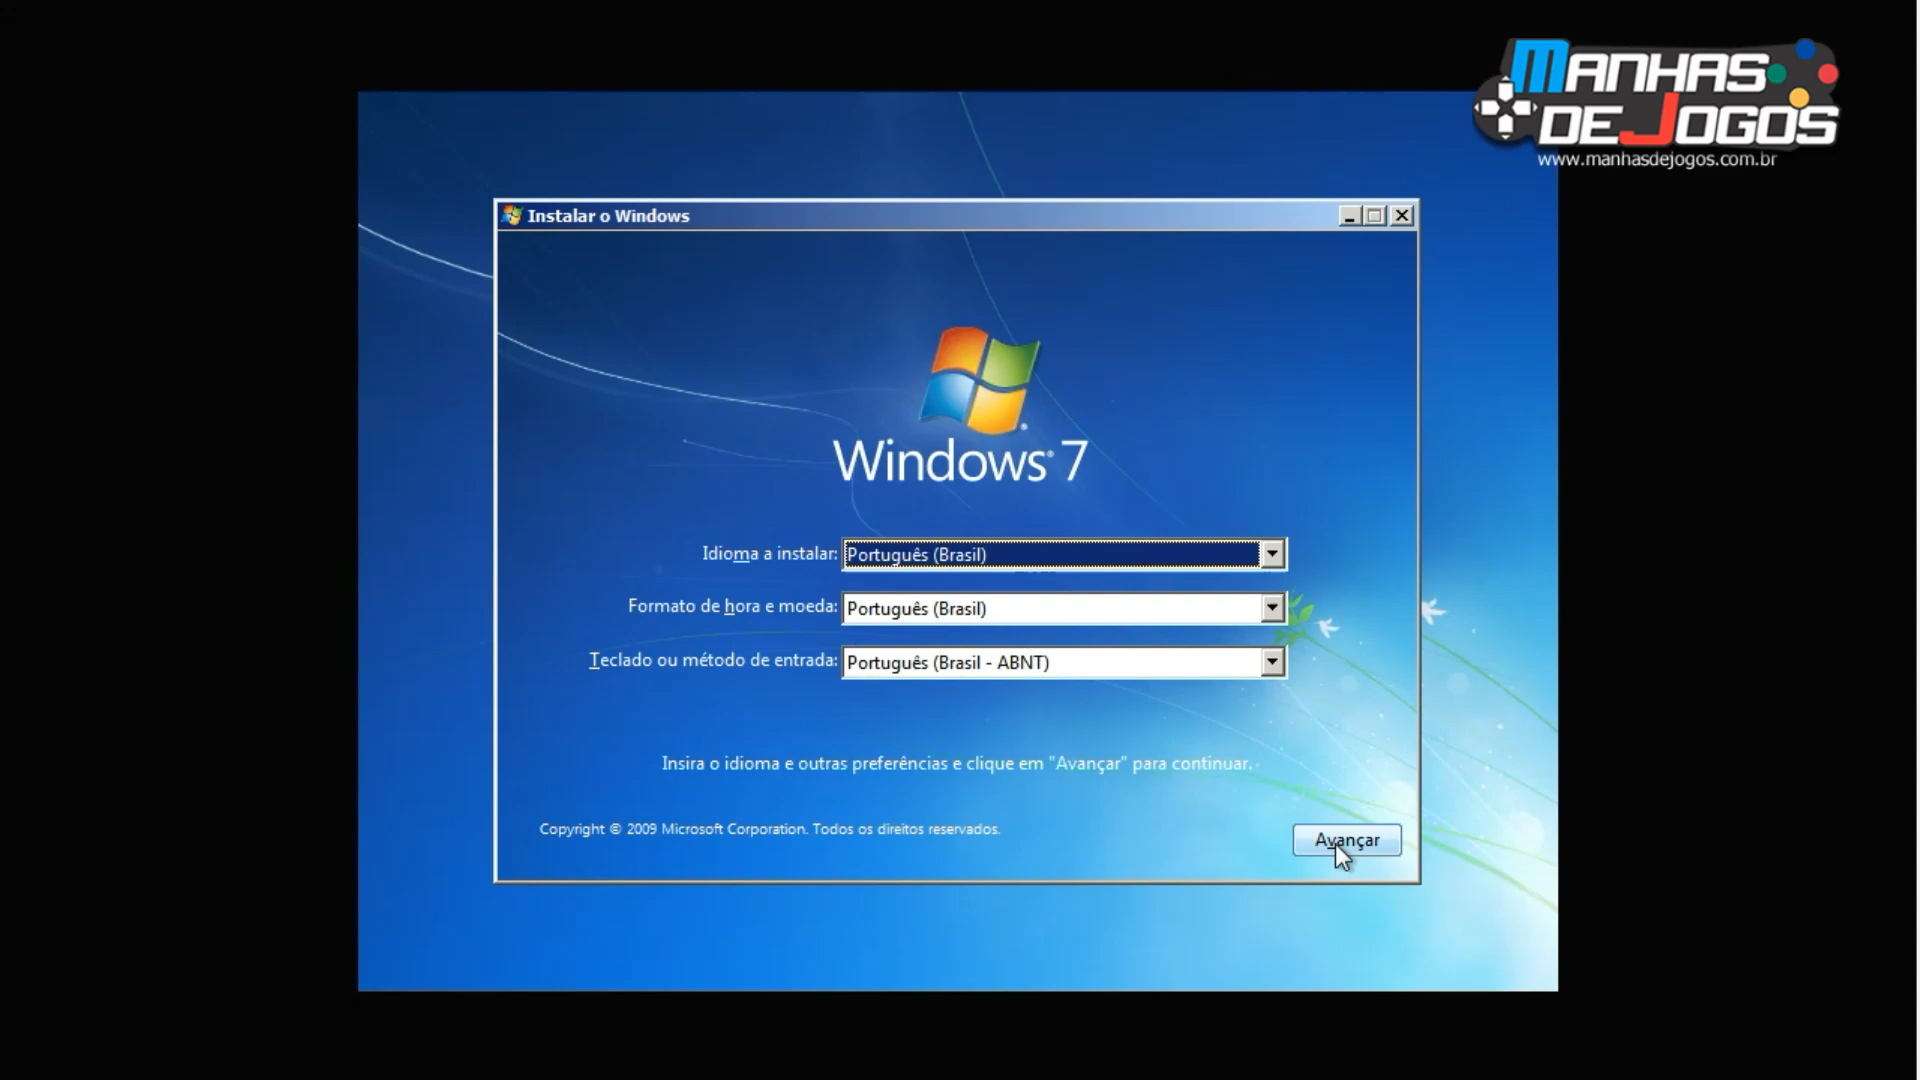 MANHAS
DE JOGOS
www.manhasdejogos.com.br
Instalar o Windows
Windows® 7
Idioma a instalar: Português (Brasil)
Formato de hora e moeda: Português (Brasil)
Teclado ou método de entrada: Português (Brasil - ABNT)
Insira o idioma e outras preferências e clique em "Avançar" para continuar.
Copyright © 2009 Microsoft Corporation. Todos os direitos reservados.
Avançar